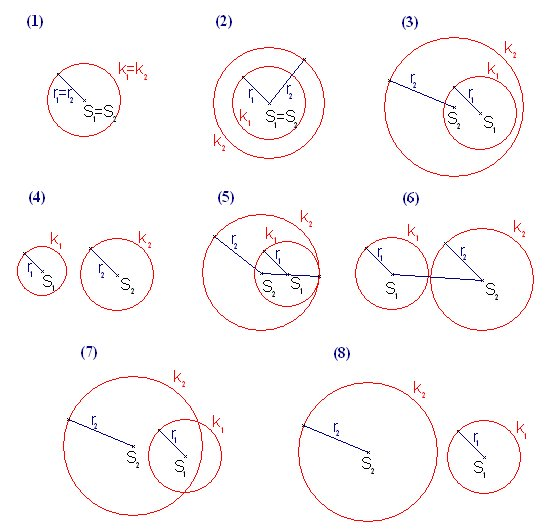 (1)
k₁=k₂
r₁=r₂
S₁=S₂
(2)
r₁
r₂
k₁
S₁=S₂
k₂
(3)
k₂
k₁
r₂
r₁
S₂
S₁
(4)
k₁
k₂
r₁
S₁
r₂
S₂
(5)
k₂
k₁
r₂
r₁
S₂
S₁
(6)
k₁
k₂
r₁
r₂
S₁
S₂
(7)
k₂
k₁
r₂
r₁
S₂
S₁
(8)
k₂
k₁
r₂
r₁
S₂
S₁